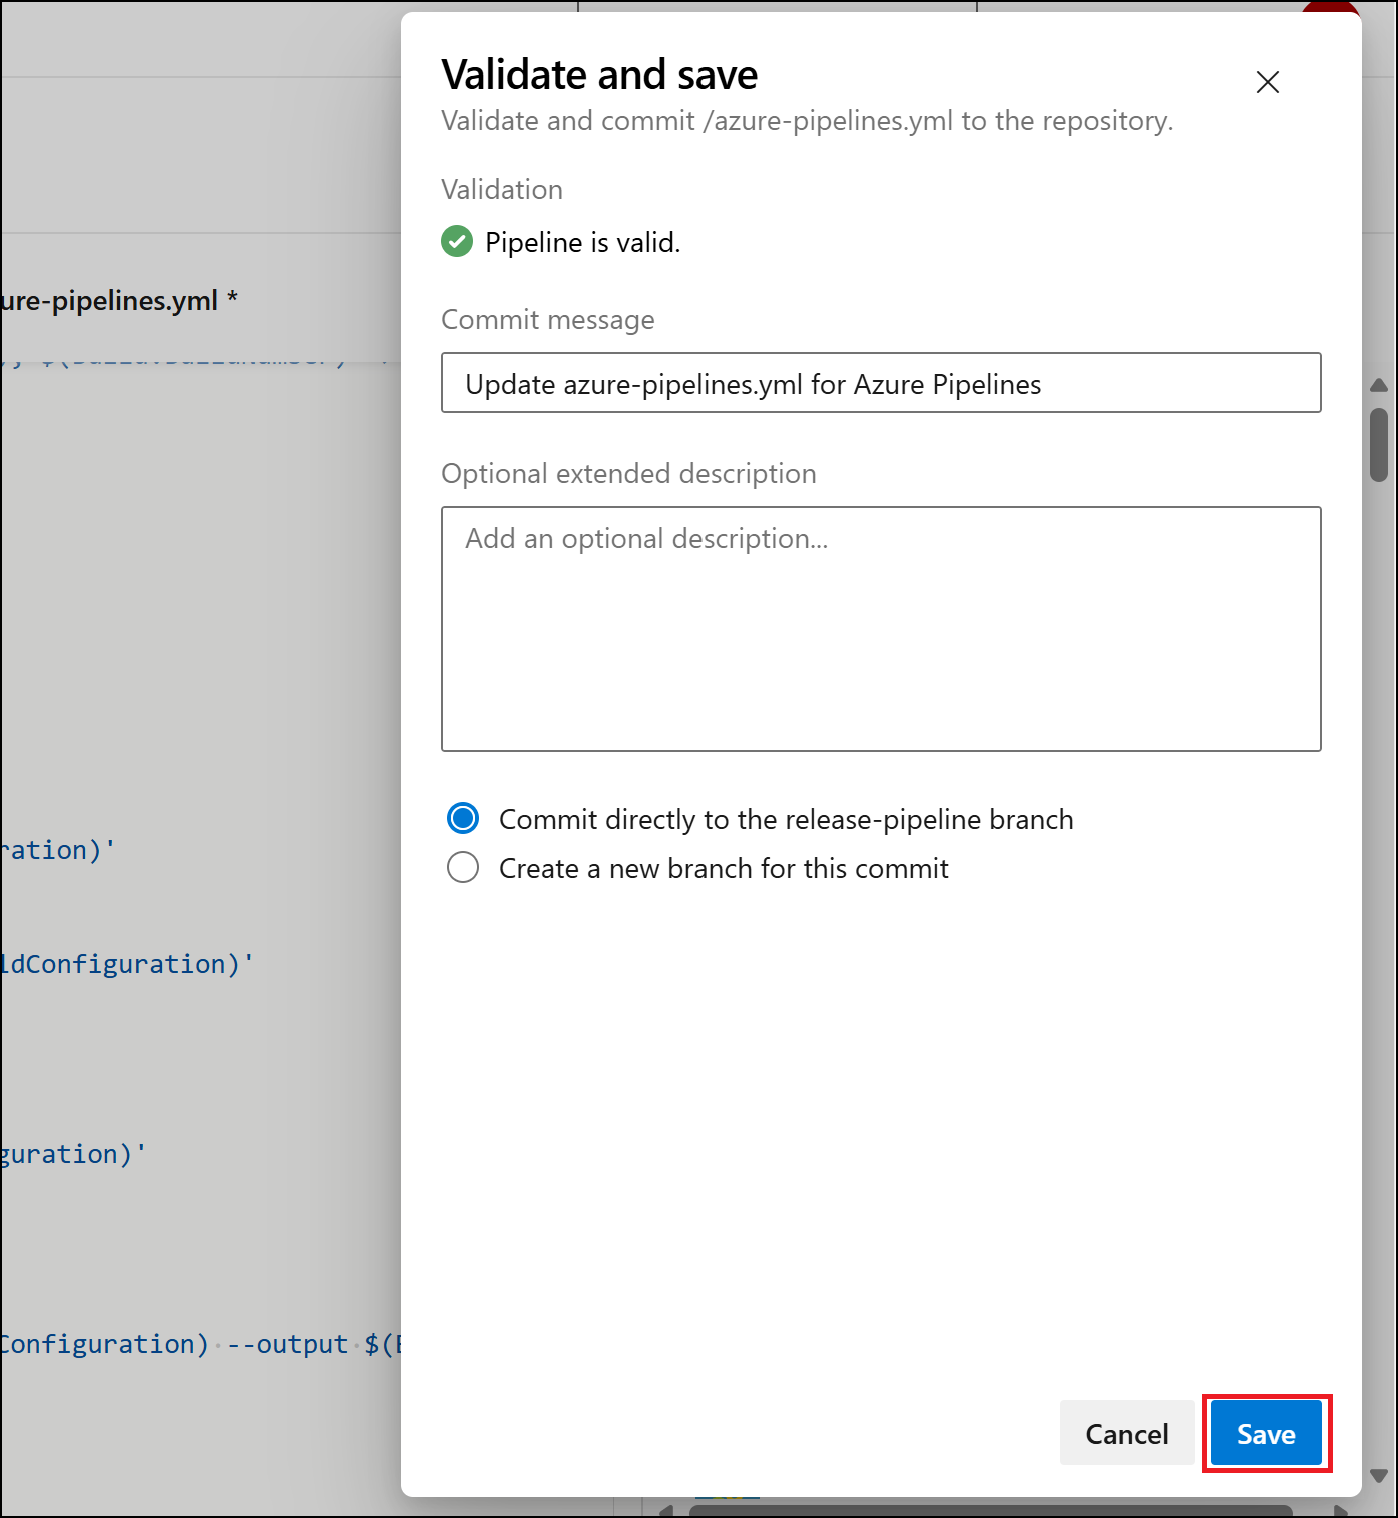 Validate and save
Validate and commit /azure-pipelines.yml to the repository.
Validation
Pipeline is valid.
ure-pipelines.yml *
Commit message
Update azure-pipelines.yml for Azure Pipelines
Optional extended description
Add an optional description...
Commit directly to the release-pipeline branch
ration)'
Create a new branch for this commit
ldConfiguration)'
guration)'
Configuration) --output $(
Cancel
Save